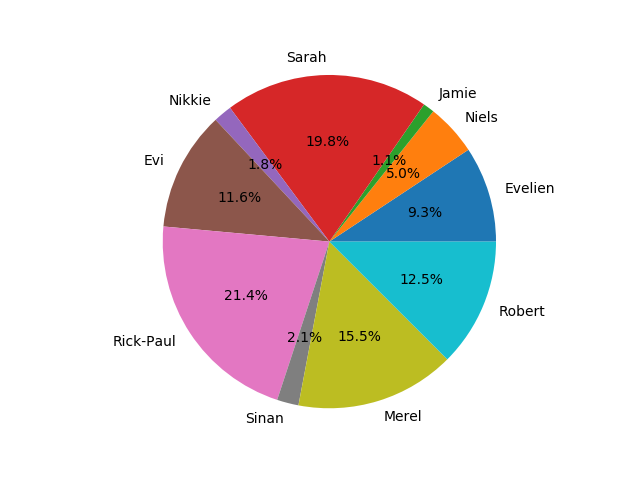 Sarah
Jamie
Nikkie
Niels
19.8%
1.1%
Evi
1.8%
5.0%
Evelien
11.6%
9.3%
12.5%
21.4%
Robert
2.1%
15.5%
Rick-Paul
Sinan
Merel